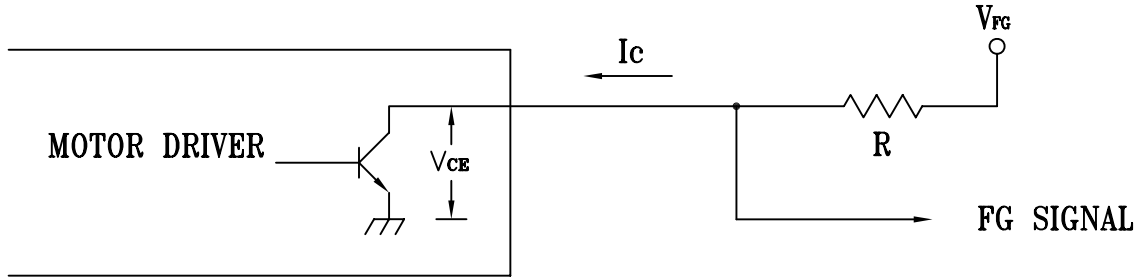 VFG
Ic
MOTOR DRIVER
VCE
R
FG SIGNAL